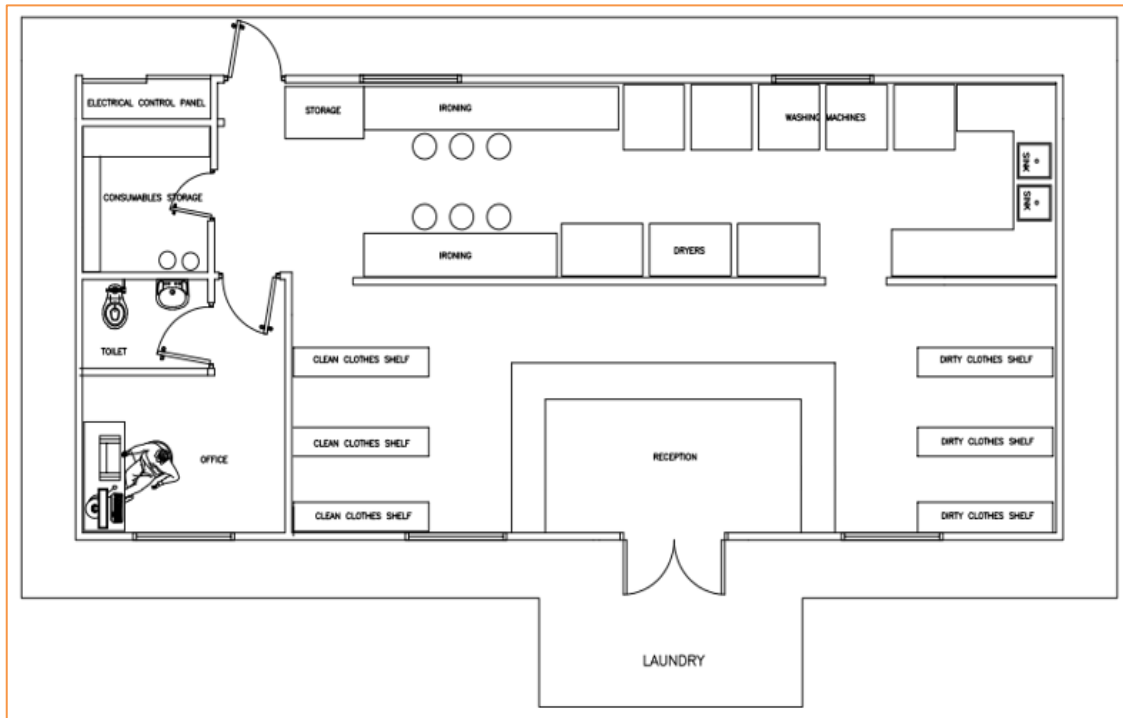 ELECTRICAL CONTROL PANEL
STORAGE
IRONING
WASHING MACHINES
SINK
SINK
CONSUMABLES STORAGE
IRONING
DRYERS
TOILET
CLEAN CLOTHES SHELF
DIRTY CLOTHES SHELF
CLEAN CLOTHES SHELF
DIRTY CLOTHES SHELF
OFFICE
RECEPTION
CLEAN CLOTHES SHELF
DIRTY CLOTHES SHELF
LAUNDRY